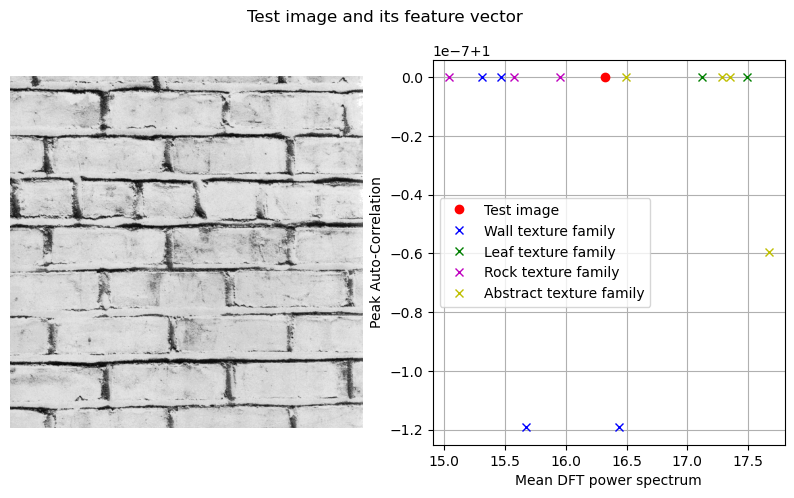 Test image and its feature vector
1e−7+1
0.0
−0.2
−0.4
−0.6
−0.8
−1.0
−1.2
Peak Auto-Correlation
Test image
Wall texture family
Leaf texture family
Rock texture family
Abstract texture family
15.0 15.5 16.0 16.5 17.0 17.5
Mean DFT power spectrum